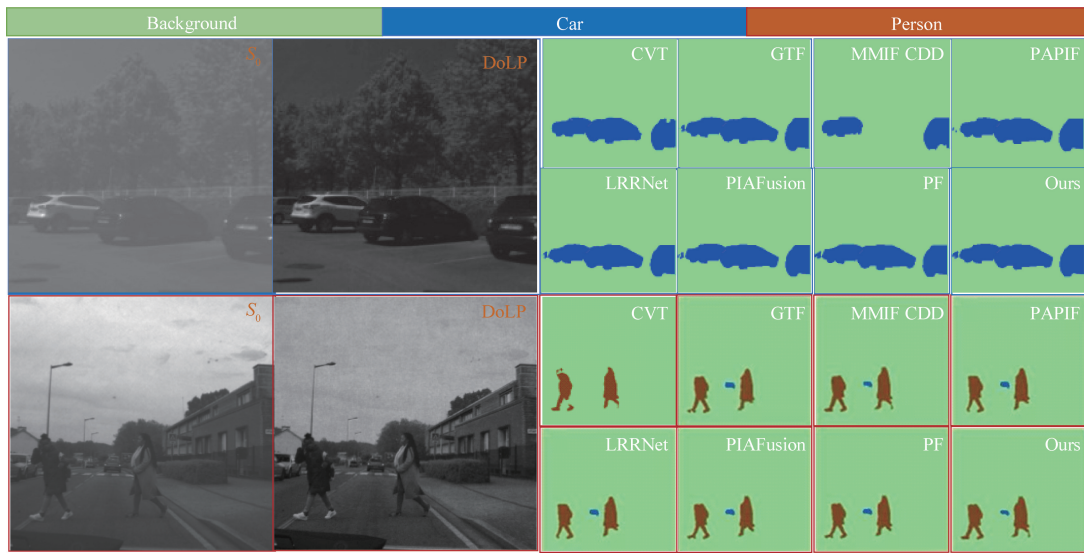 Background Car Person
S₀ DoLP CVT GTF MMIF CDD PAPIF
LRRNet PIAFusion PF Ours
S₀ DoLP CVT GTF MMIF CDD PAPIF
LRRNet PIAFusion PF Ours